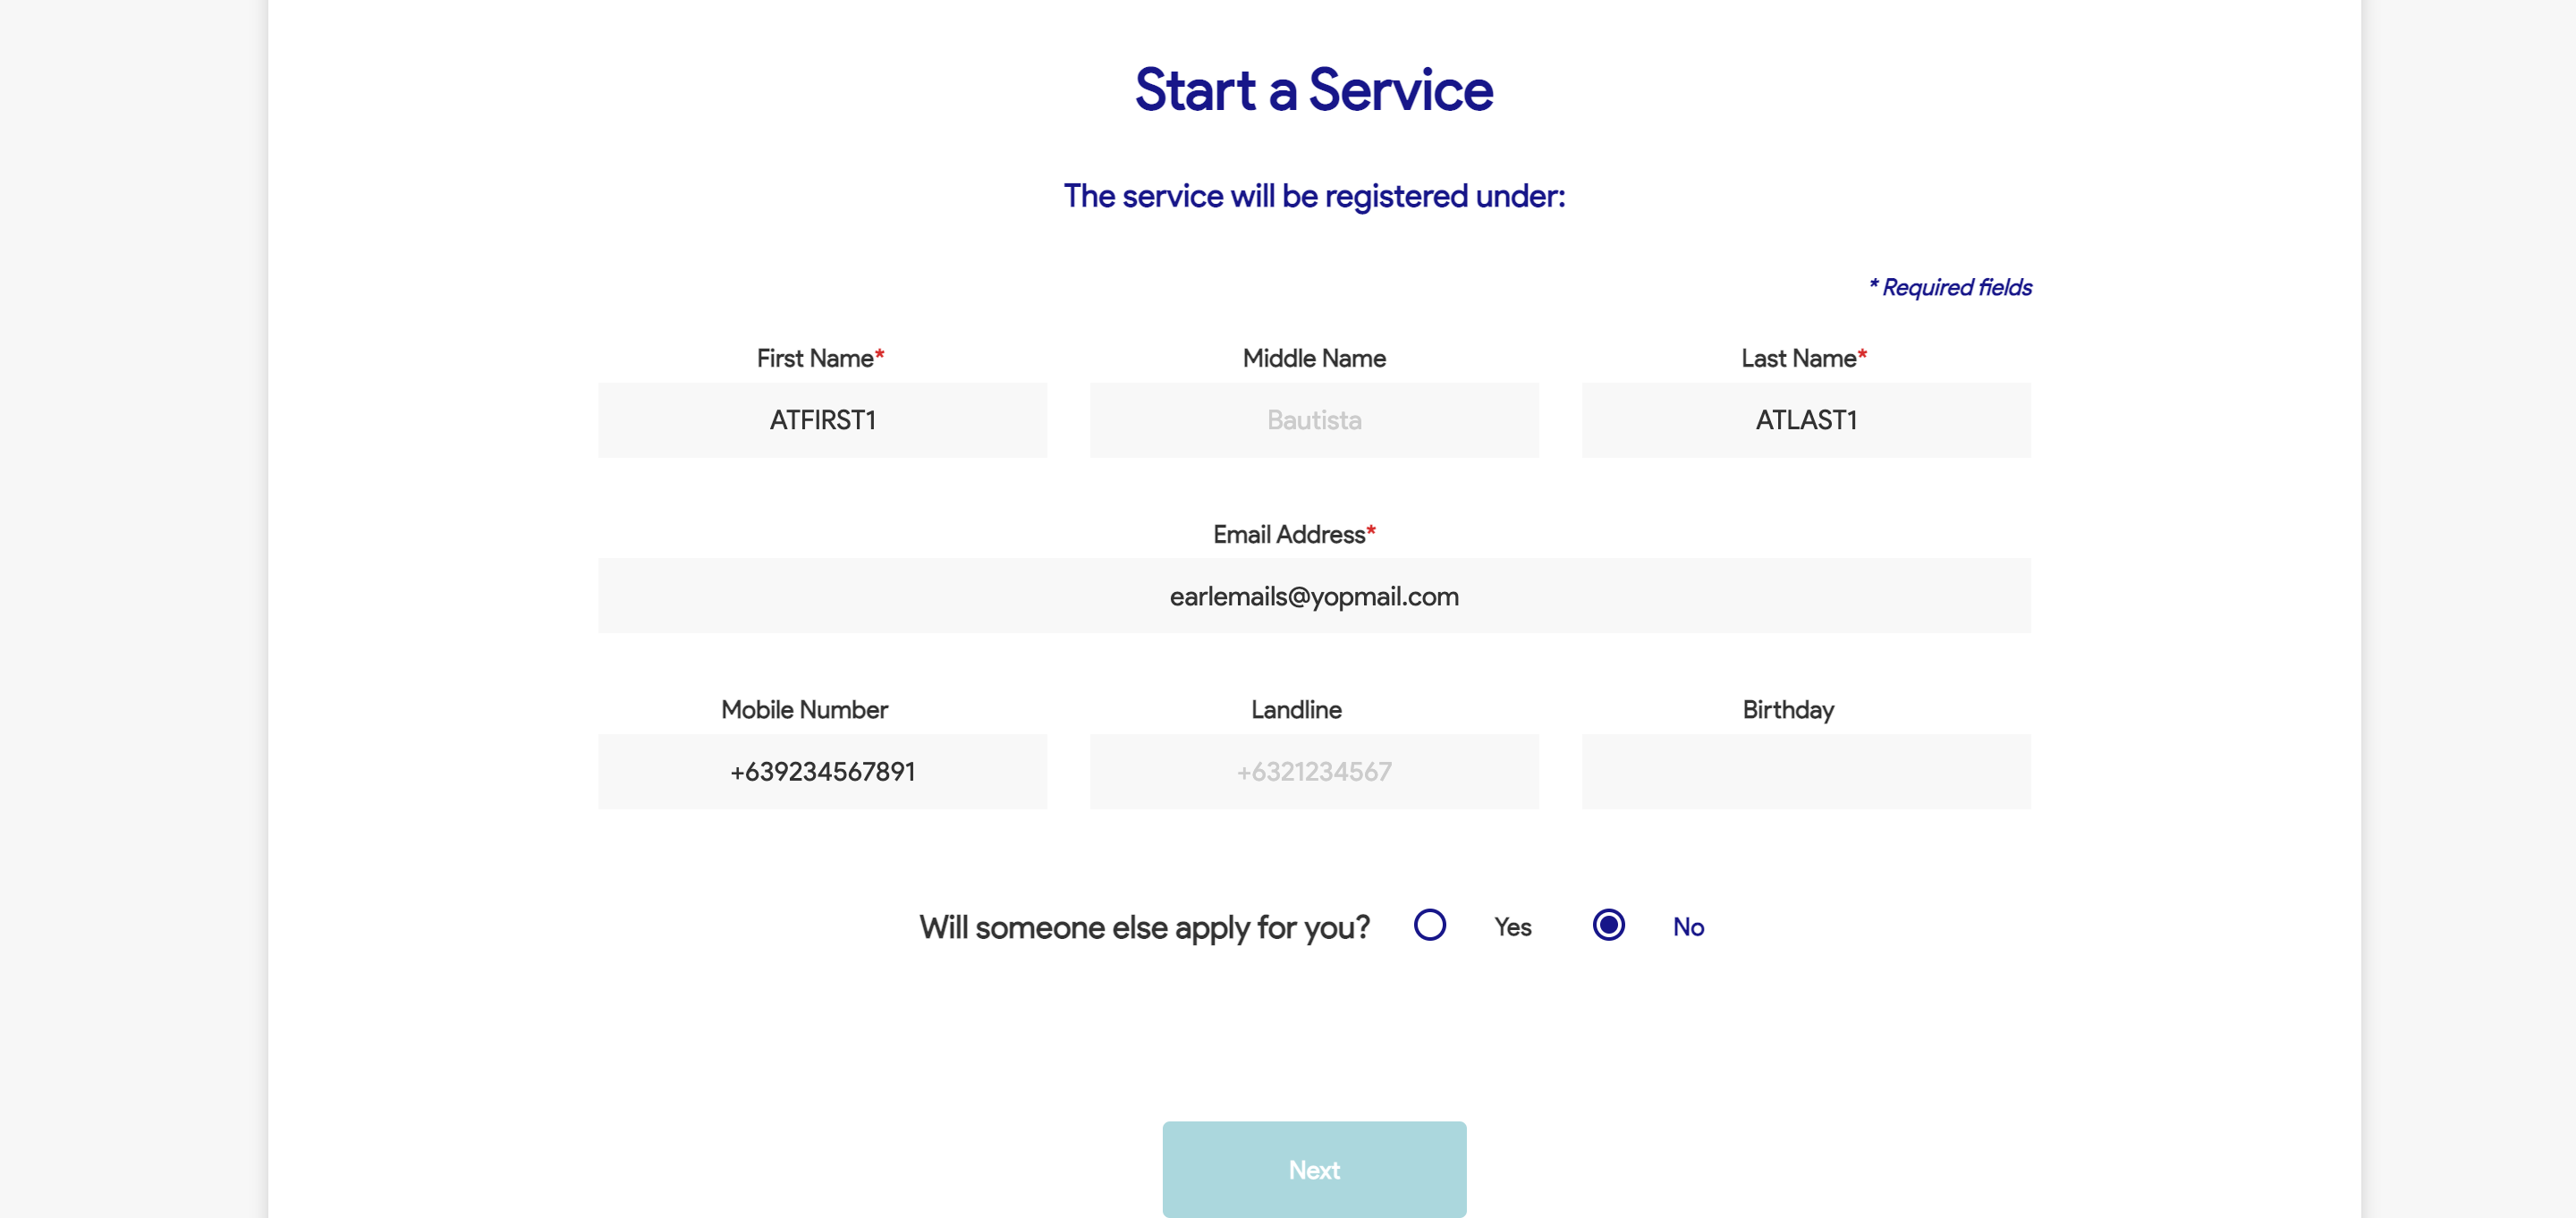 Start a Service
The service will be registered under:
* Required fields
First Name* Middle Name Last Name*
ATFIRST1 Bautista ATLAST1
Email Address*
earlemails@yopmail.com
Mobile Number Landline Birthday
+639234567891 +6321234567
Will someone else apply for you? Yes No
Next